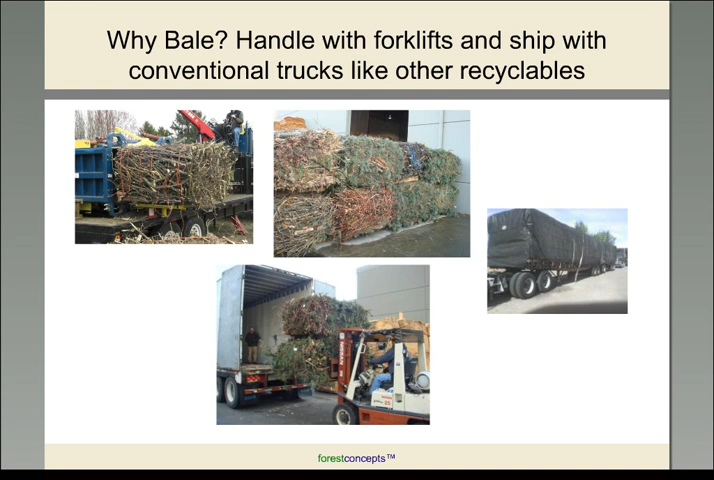 Why Bale? Handle with forklifts and ship with
conventional trucks like other recyclables
forestconcepts™